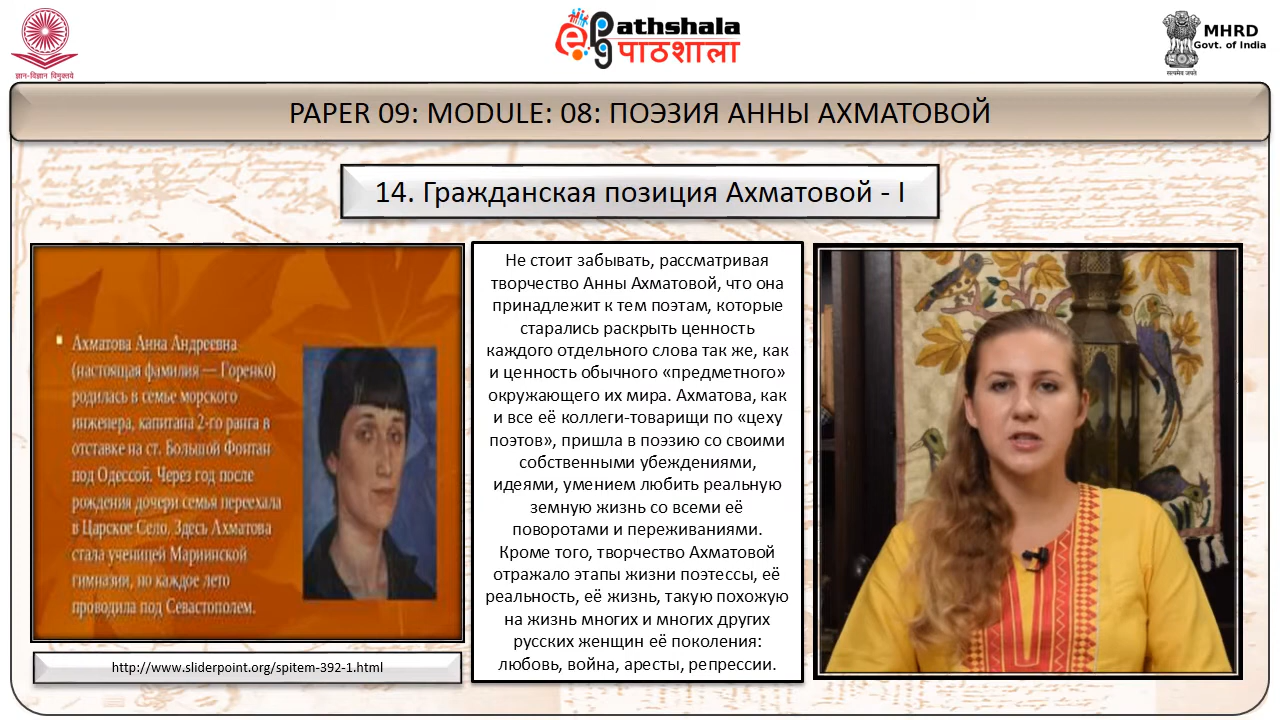 ज्ञान-विज्ञान विमुक्तये
ePathshala
पाठशाला
MHRD
Govt. of India
सत्यमेव जयते
PAPER 09: MODULE: 08: ПОЭЗИЯ АННЫ АХМАТОВОЙ
14. Гражданская позиция Ахматовой - I
Ахматова Анна Андреевна
(настоящая фамилия — Горенко)
родилась в семье морского
инженера, капитана 2-го ранга в
отставке на ст. Большой Фонтан
под Одессой. Через год после
рождения дочери семья переехала
в Царское Село. Здесь Ахматова
стала ученицей Мариинской
гимназии, но каждое лето
проводила под Севастополем.
http://www.sliderpoint.org/spitem-392-1.html
Не стоит забывать, рассматривая
творчество Анны Ахматовой, что она
принадлежит к тем поэтам, которые
старались раскрыть ценность
каждого отдельного слова так же, как
и ценность обычного «предметного»
окружающего их мира. Ахматова, как
и все её коллеги-товарищи по «цеху
поэтов», пришла в поэзию со своими
собственными убеждениями,
идеями, умением любить реальную
земную жизнь со всеми её
поворотами и переживаниями.
Кроме того, творчество Ахматовой
отражало этапы жизни поэтессы, её
реальность, её жизнь, такую похожую
на жизнь многих и многих других
русских женщин её поколения:
любовь, война, аресты, репрессии.